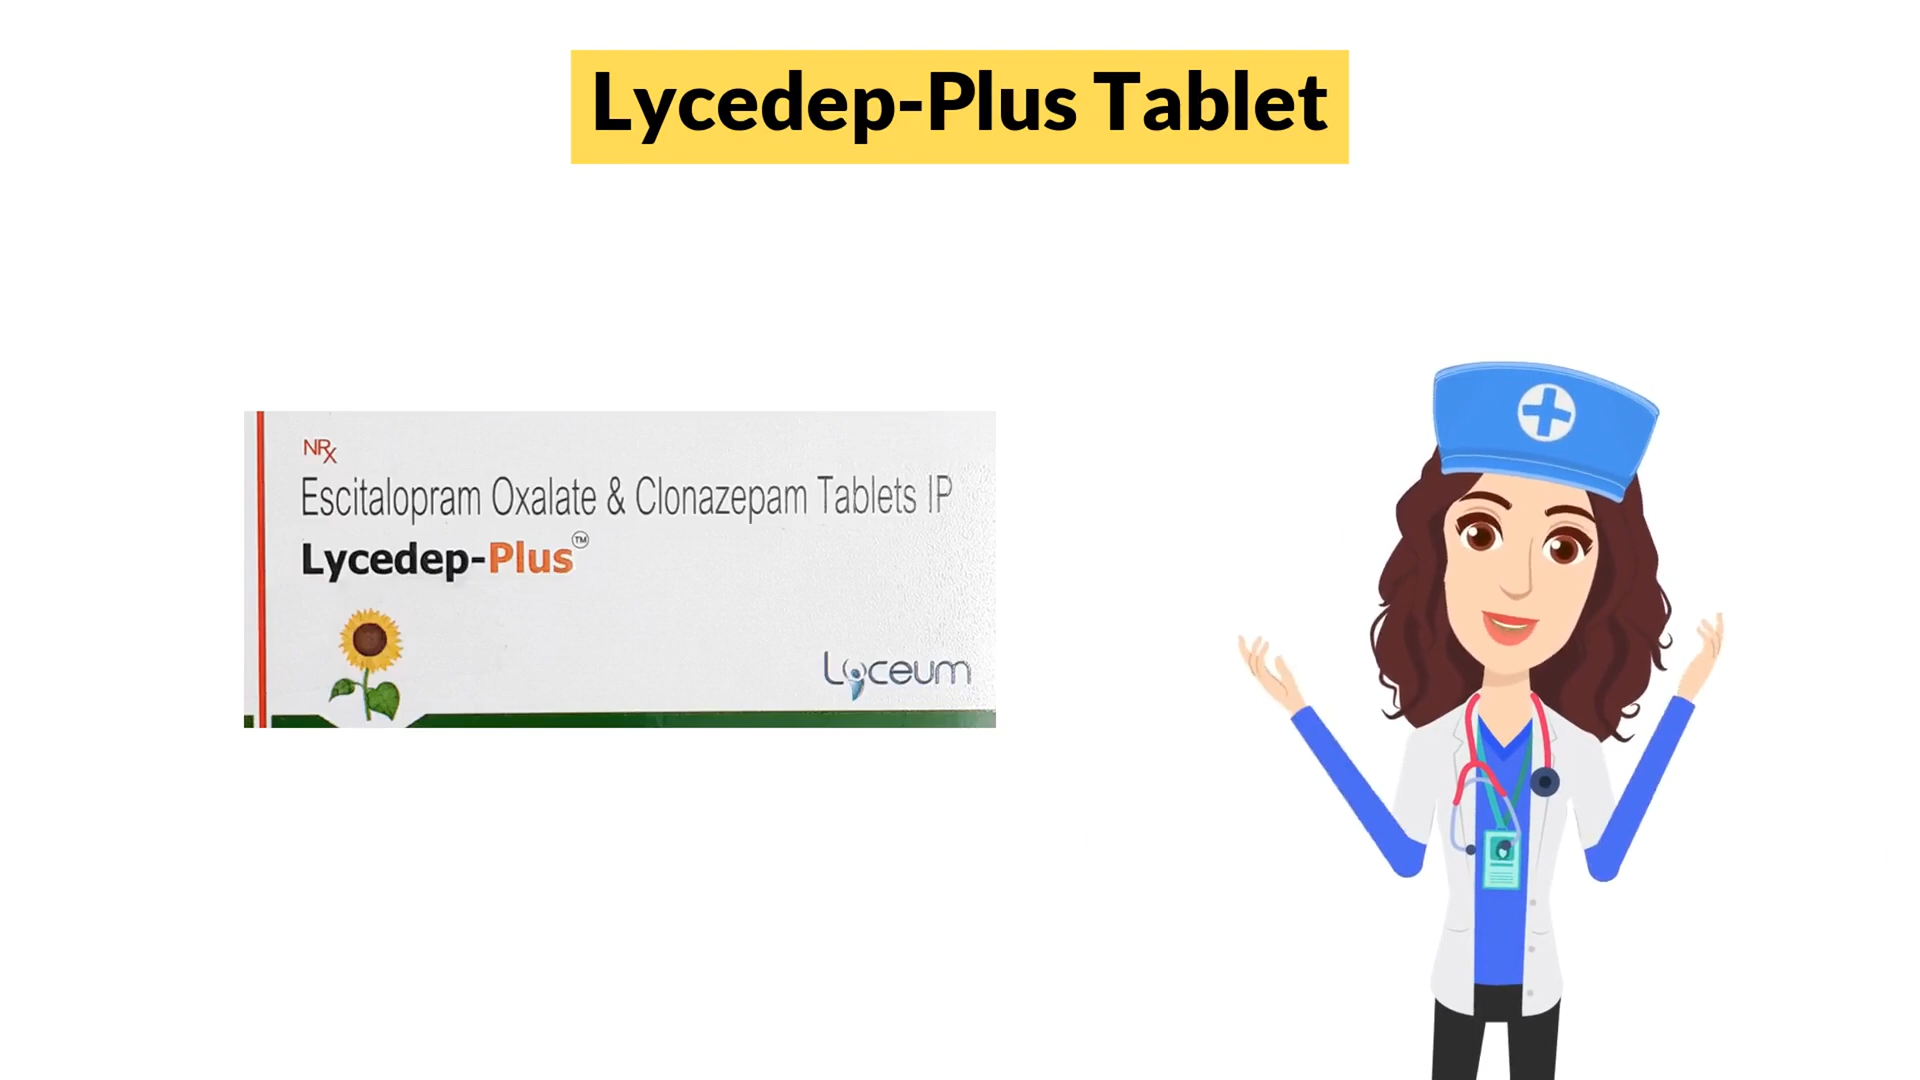 Lycedep-Plus Tablet
NRx
Escitalopram Oxalate & Clonazepam Tablets IP
Lycedep-Plus™
Lyceum